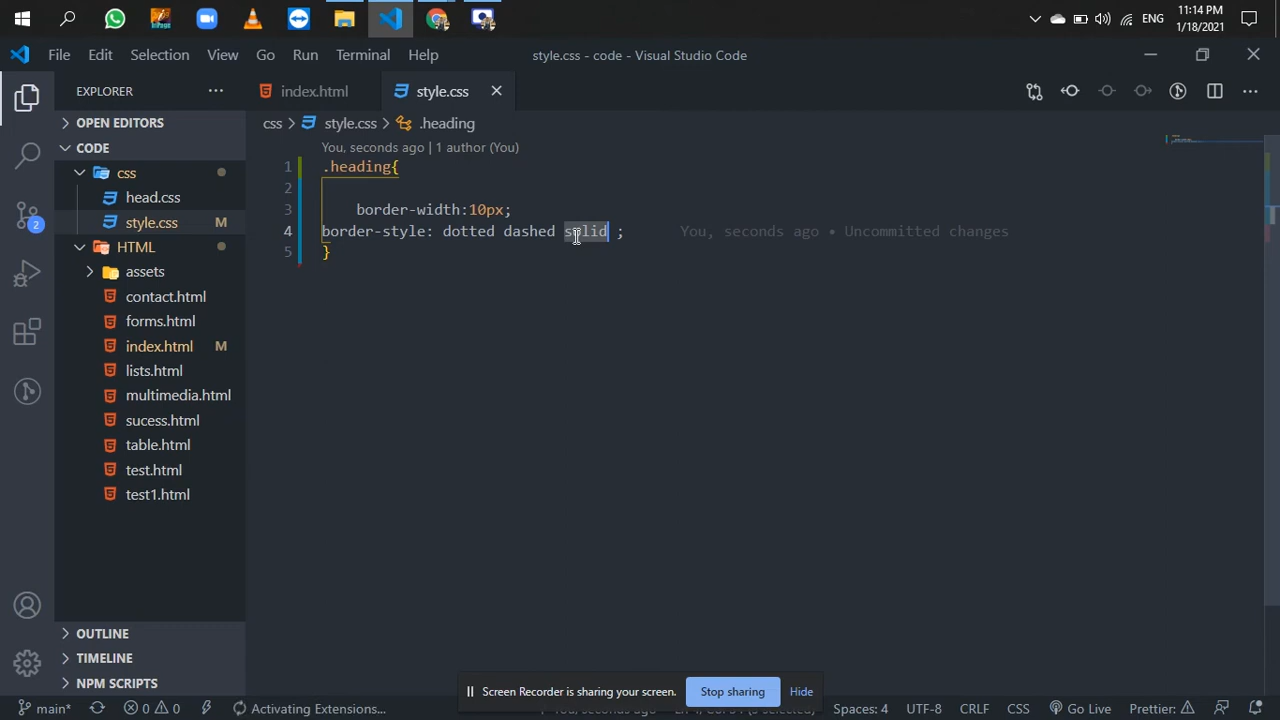 11:14 PM
ENG
1/18/2021
File Edit Selection View Go Run Terminal Help
style.css - code - Visual Studio Code
EXPLORER
index.html
style.css
OPEN EDITORS
css > style.css > .heading
CODE
You, seconds ago | 1 author (You)
css
1 .heading{
2
head.css
3 border-width:10px;
style.css M
4 border-style: dotted dashed solid ; You, seconds ago • Uncommitted changes
HTML
5 }
assets
contact.html
forms.html
index.html M
lists.html
multimedia.html
sucess.html
table.html
test.html
test1.html
2
OUTLINE
TIMELINE
NPM SCRIPTS
Screen Recorder is sharing your screen. Stop sharing Hide
main* 0 0 Activating Extensions... Spaces: 4 UTF-8 CRLF CSS Go Live Prettier: